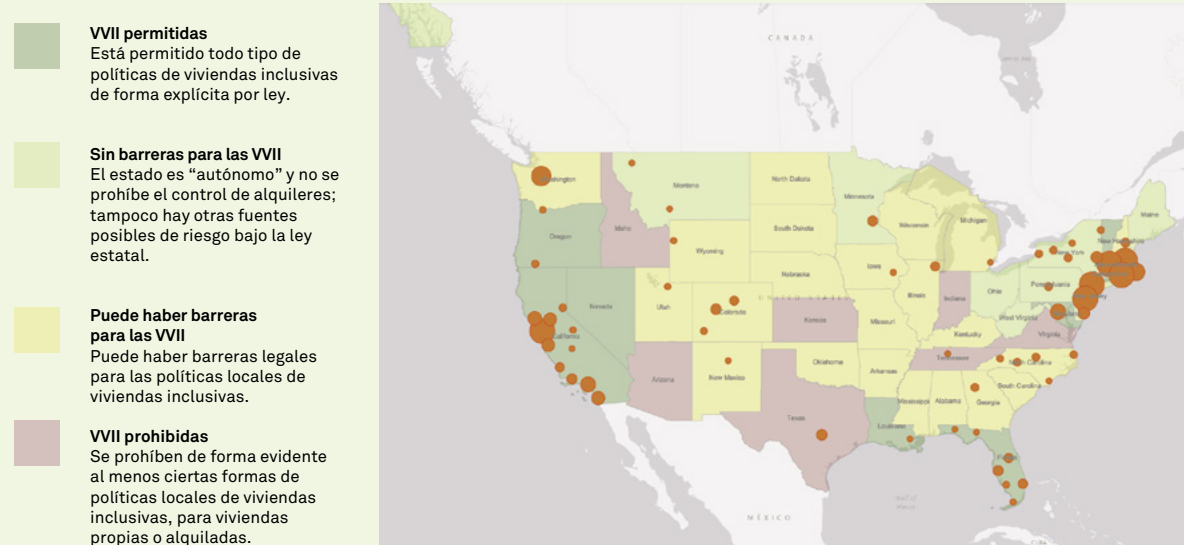 VVII permitidas
Está permitido todo tipo de
políticas de viviendas inclusivas
de forma explícita por ley.
Sin barreras para las VVII
El estado es “autónomo” y no se
prohíbe el control de alquileres;
tampoco hay otras fuentes
posibles de riesgo bajo la ley
estatal.
Puede haber barreras
para las VVII
Puede haber barreras legales
para las políticas locales de
viviendas inclusivas.
VVII prohibidas
Se prohíben de forma evidente
al menos ciertas formas de
políticas locales de viviendas
inclusivas, para viviendas
propias o alquiladas.
CANADA
Montana
North Dakota
Minnesota
Maine
Oregon
Idaho
South Dakota
Wisconsin
Michigan
Wyoming
Iowa
Nebraska
Nevada
Utah
Colorado
UNITED STATES
Illinois
Indiana
Ohio
Pennsylvania
West Virginia
Virginia
California
Kansas
Missouri
Kentucky
Tennessee
Arizona
New Mexico
Oklahoma
Arkansas
South Carolina
Mississippi
Alabama
Georgia
Texas
Louisiana
Gulf of
MÉXICO
CUBA